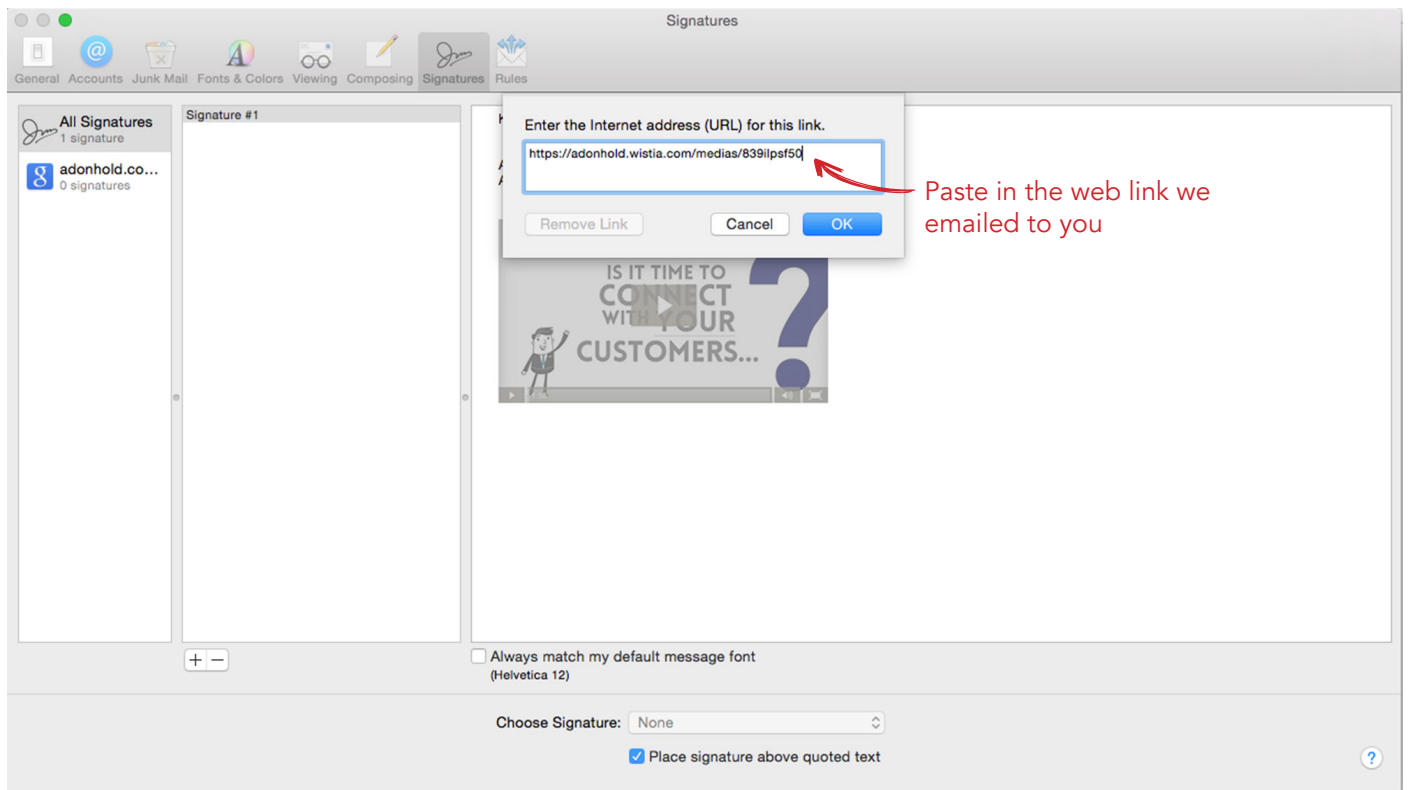 Signatures
General Accounts Junk Mail Fonts & Colors Viewing Composing Signatures Rules
All Signatures
1 signature
adonhold.co...
0 signatures
Signature #1
Enter the Internet address (URL) for this link.
https://adonhold.wistia.com/medias/839ilpsf50
Remove Link Cancel OK
Paste in the web link we
emailed to you
IS IT TIME TO
CONNECT
WITH YOUR
CUSTOMERS...
?
+ −
Always match my default message font
(Helvetica 12)
Choose Signature: None
Place signature above quoted text
?